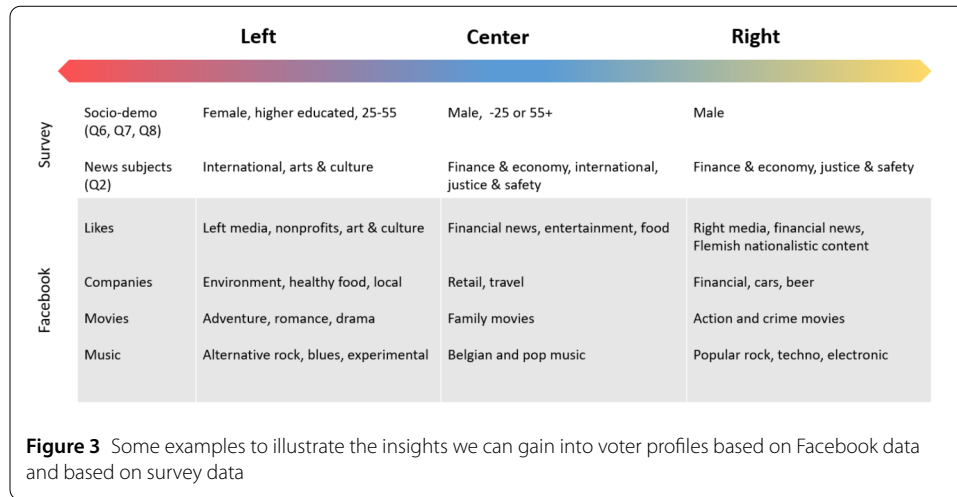 Left Center Right
Survey
Socio-demo Female, higher educated, 25-55 Male, -25 or 55+ Male
(Q6, Q7, Q8)
News subjects International, arts & culture Finance & economy, international, Finance & economy, justice & safety
(Q2) justice & safety
Facebook
Likes Left media, nonprofits, art & culture Financial news, entertainment, food Right media, financial news,
Flemish nationalistic content
Companies Environment, healthy food, local Retail, travel Financial, cars, beer
Movies Adventure, romance, drama Family movies Action and crime movies
Music Alternative rock, blues, experimental Belgian and pop music Popular rock, techno, electronic
Figure 3 Some examples to illustrate the insights we can gain into voter profiles based on Facebook data
and based on survey data